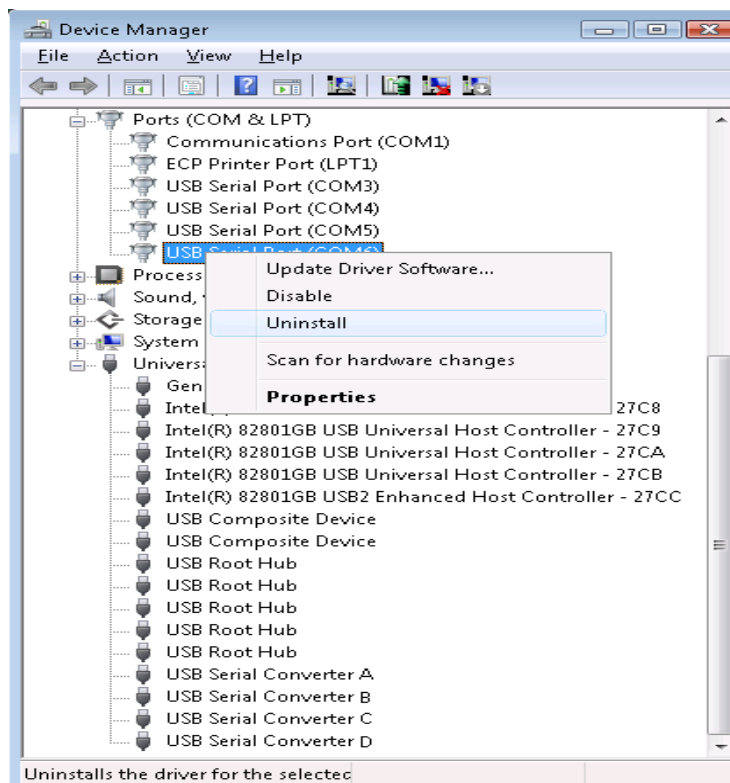 Device Manager
File Action View Help
Ports (COM & LPT)
Communications Port (COM1)
ECP Printer Port (LPT1)
USB Serial Port (COM3)
USB Serial Port (COM4)
USB Serial Port (COM5)
USB Serial Port (COM6)
Update Driver Software...
Disable
Uninstall
Scan for hardware changes
Properties
Process
Sound,
Storage
System
Univers
Gen
Intel( 27C8
Intel(R) 82801GB USB Universal Host Controller - 27C9
Intel(R) 82801GB USB Universal Host Controller - 27CA
Intel(R) 82801GB USB Universal Host Controller - 27CB
Intel(R) 82801GB USB2 Enhanced Host Controller - 27CC
USB Composite Device
USB Composite Device
USB Root Hub
USB Root Hub
USB Root Hub
USB Root Hub
USB Root Hub
USB Serial Converter A
USB Serial Converter B
USB Serial Converter C
USB Serial Converter D
Uninstalls the driver for the selectec